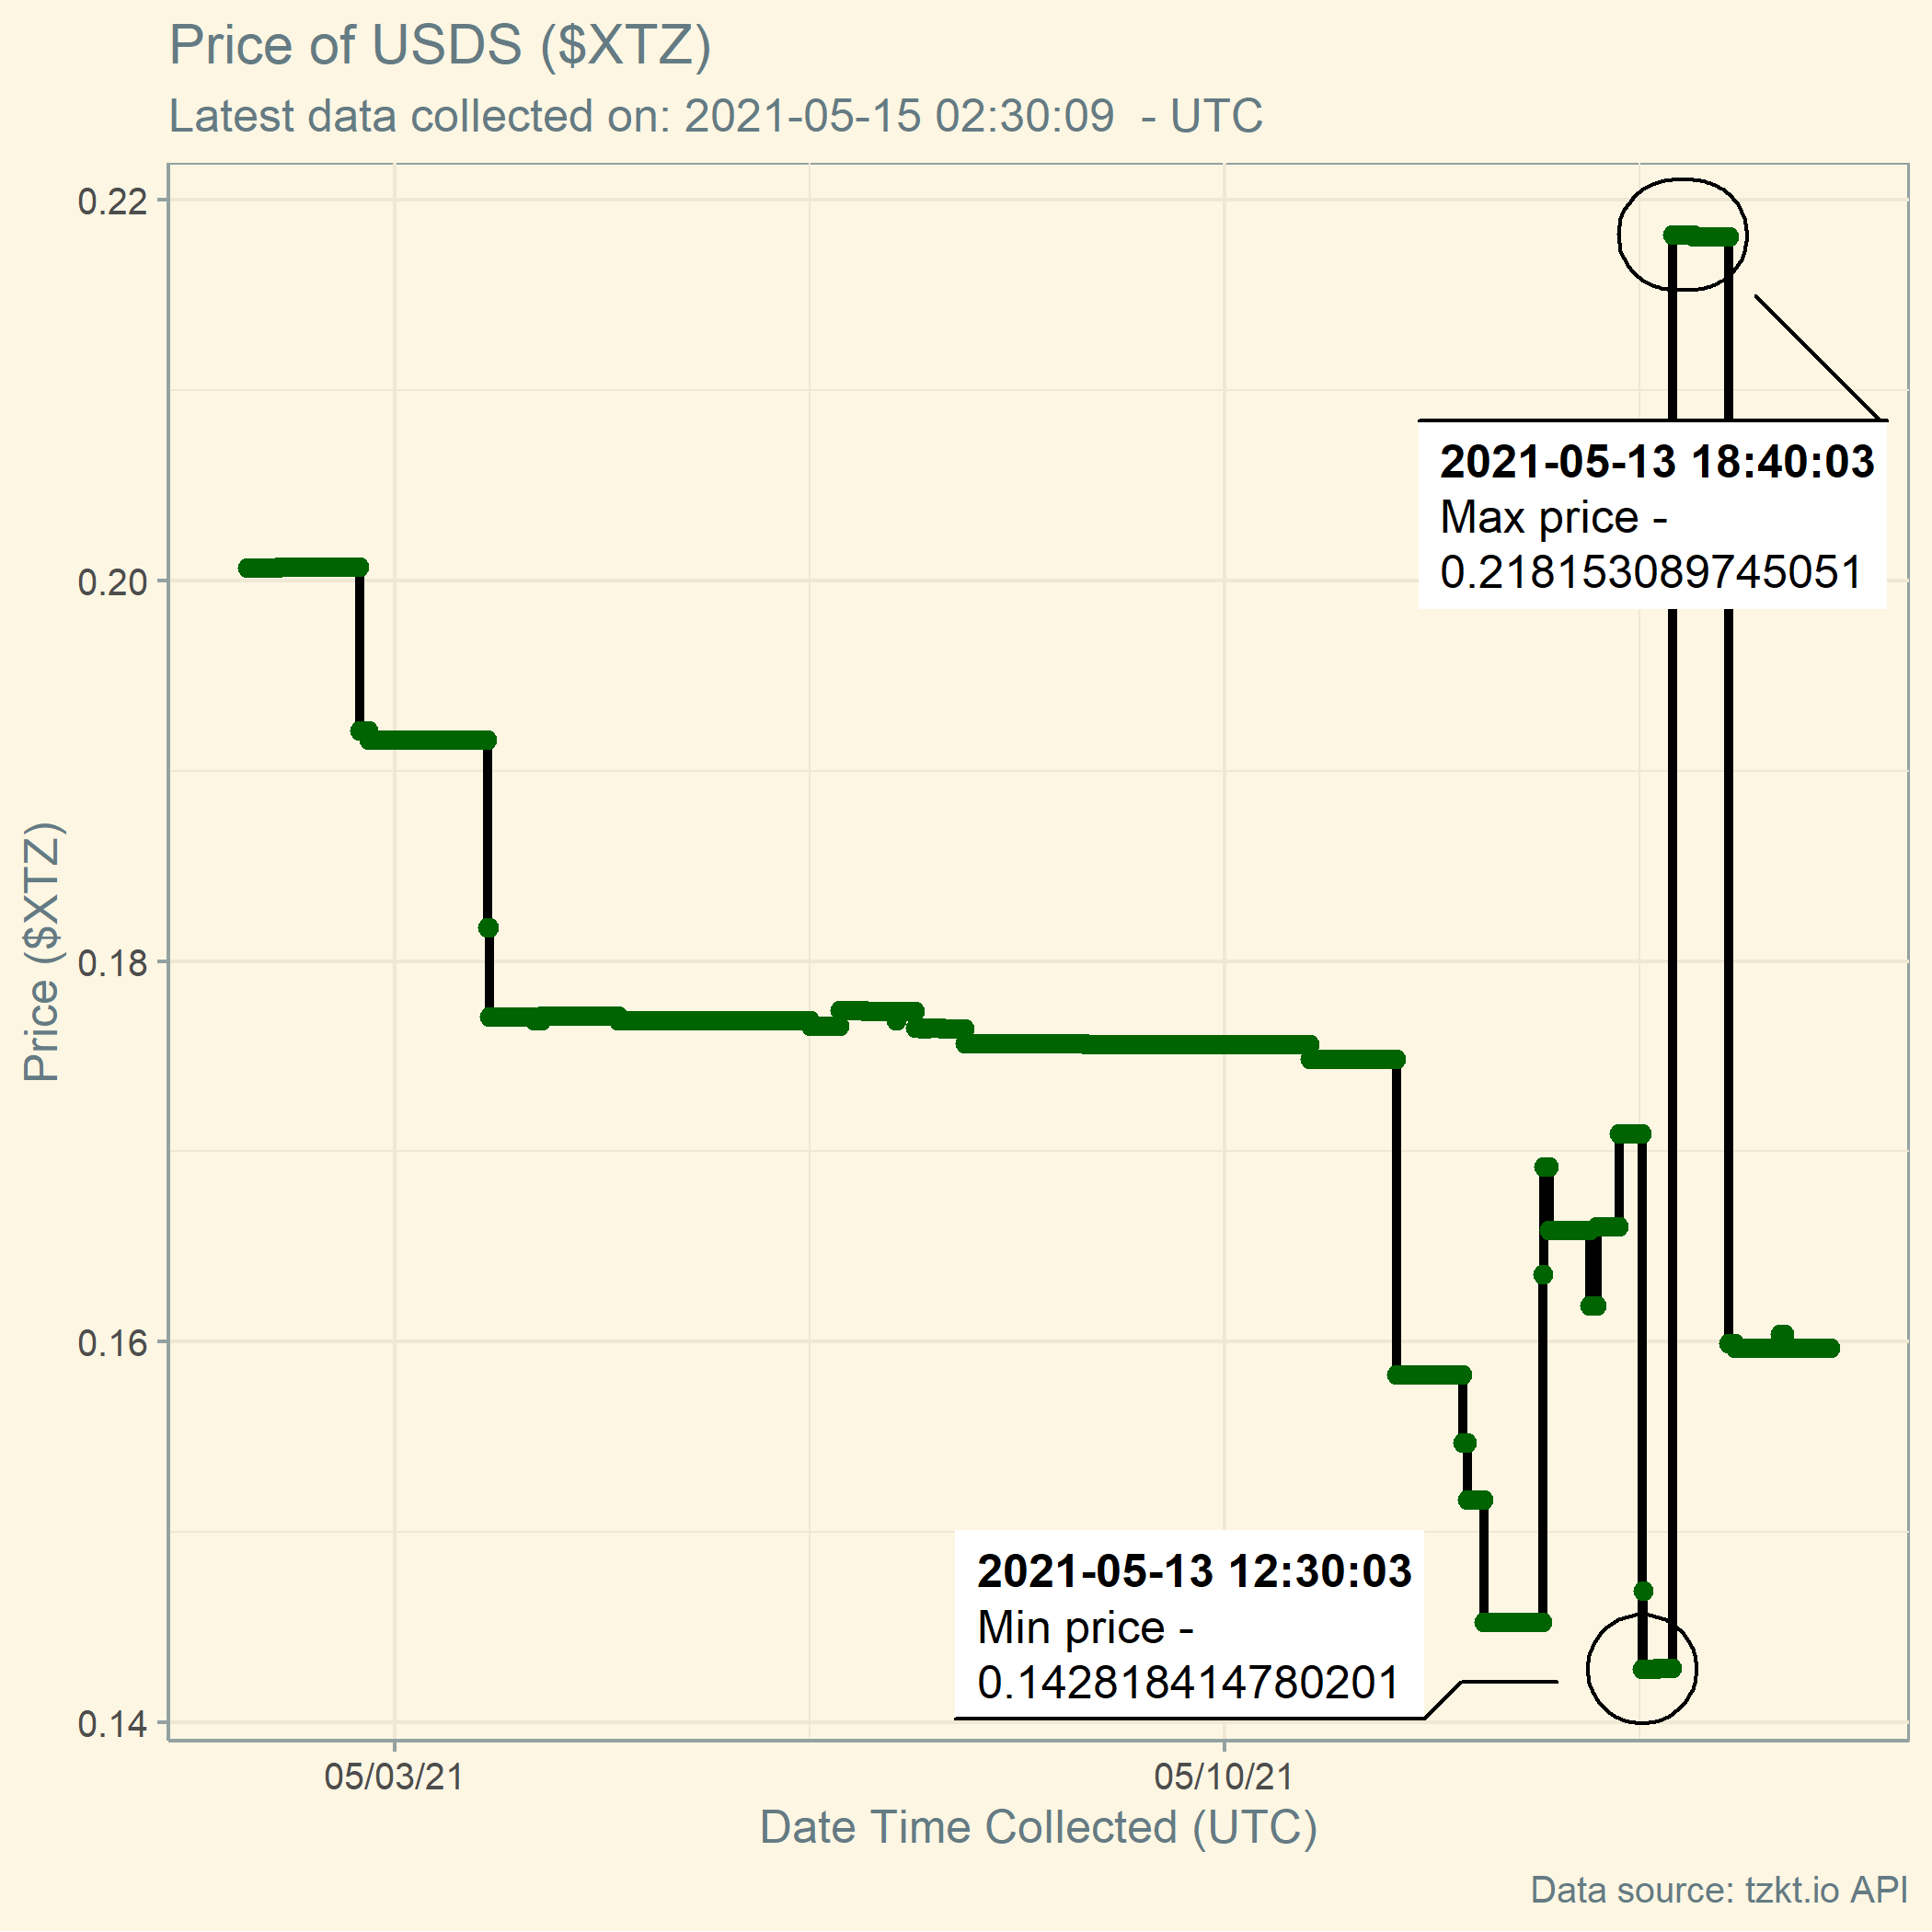 Price of USDS ($XTZ)
Latest data collected on: 2021-05-15 02:30:09  - UTC
Price ($XTZ)
0.22
0.20
0.18
0.16
0.14
2021-05-13 18:40:03
Max price -
0.218153089745051
2021-05-13 12:30:03
Min price -
0.142818414780201
05/03/21
05/10/21
Date Time Collected (UTC)
Data source: tzkt.io API